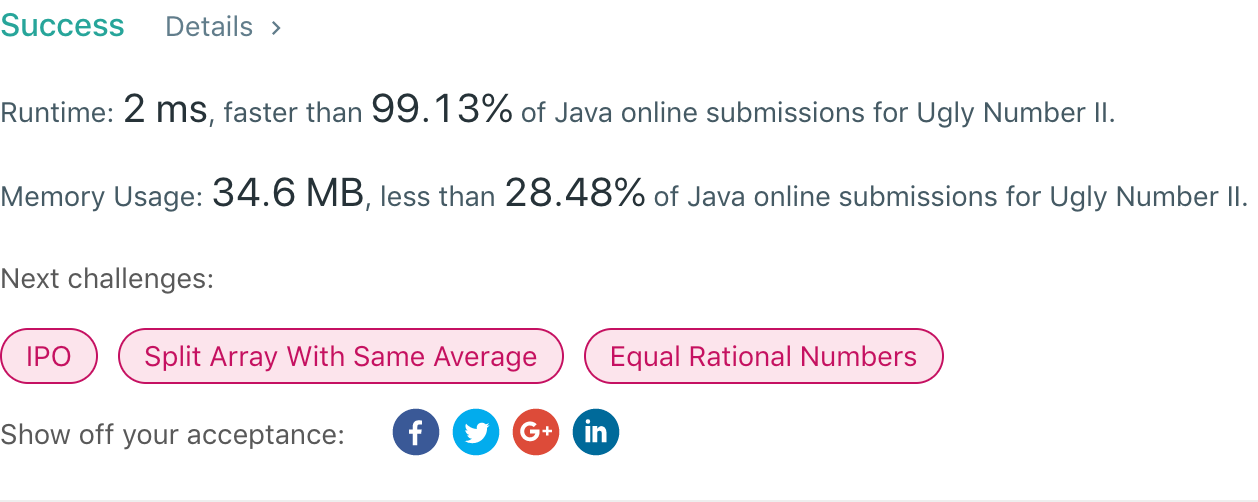 Success Details >
Runtime: 2 ms, faster than 99.13% of Java online submissions for Ugly Number II.
Memory Usage: 34.6 MB, less than 28.48% of Java online submissions for Ugly Number II.
Next challenges:
IPO Split Array With Same Average Equal Rational Numbers
Show off your acceptance: f G+ in